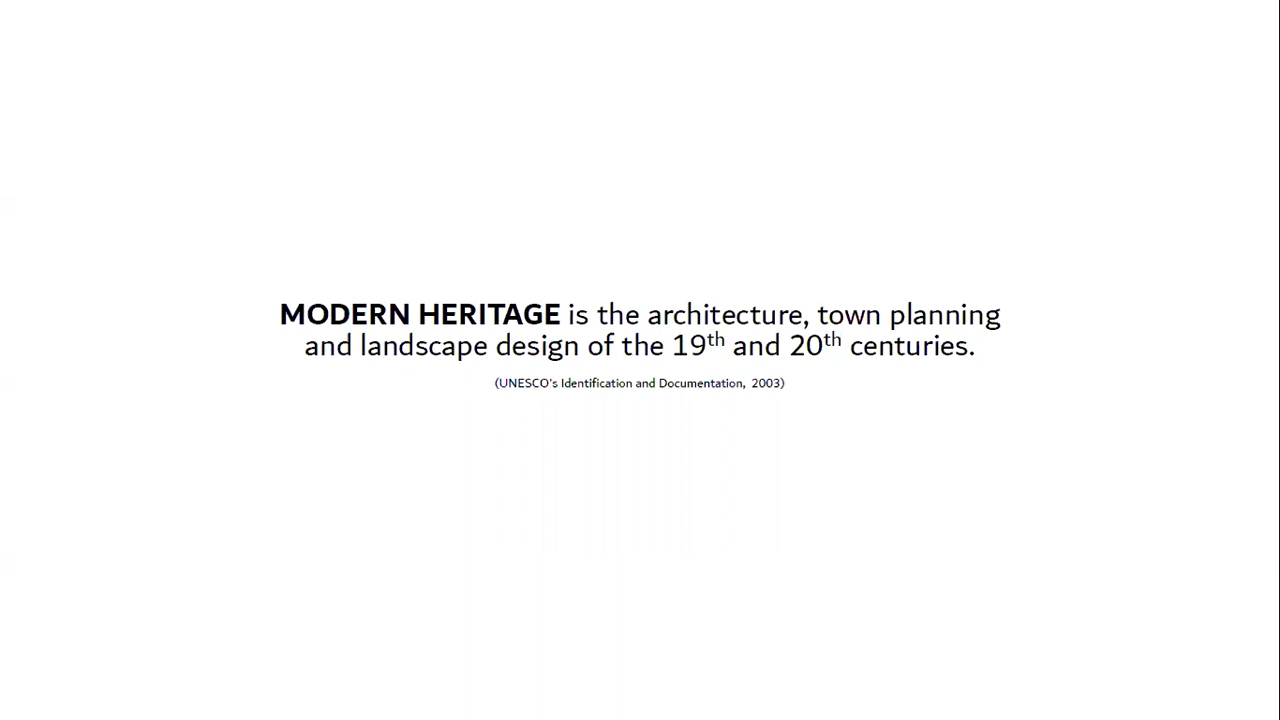 MODERN HERITAGE is the architecture, town planning
and landscape design of the 19th and 20th centuries.
(UNESCO's Identification and Documentation, 2003)